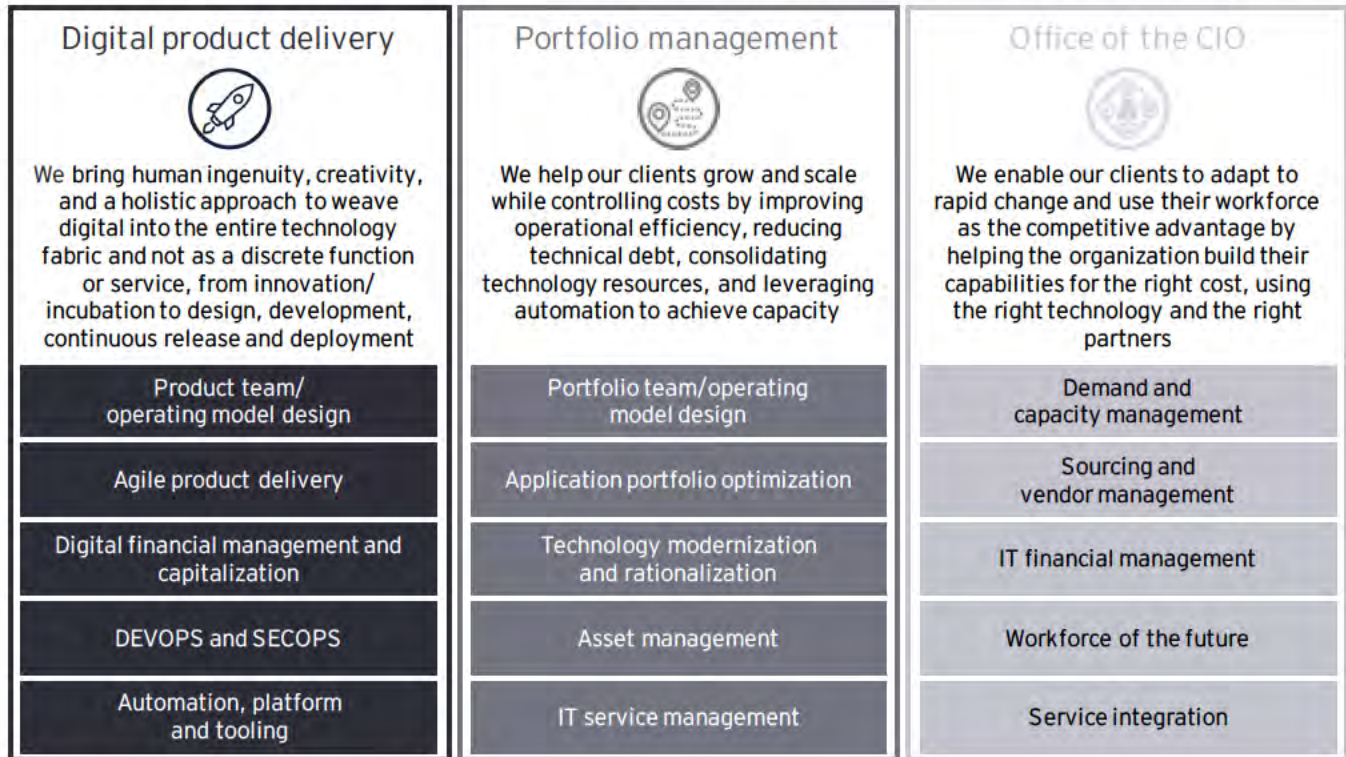 Digital product delivery
We bring human ingenuity, creativity,
and a holistic approach to weave
digital into the entire technology
fabric and not as a discrete function
or service, from innovation/
incubation to design, development,
continuous release and deployment
Product team/
operating model design
Agile product delivery
Digital financial management and
capitalization
DEVOPS and SECOPS
Automation, platform
and tooling
Portfolio management
We help our clients grow and scale
while controlling costs by improving
operational efficiency, reducing
technical debt, consolidating
technology resources, and leveraging
automation to achieve capacity
Portfolio team/operating
model design
Application portfolio optimization
Technology modernization
and rationalization
Asset management
IT service management
Office of the CIO
We enable our clients to adapt to
rapid change and use their workforce
as the competitive advantage by
helping the organization build their
capabilities for the right cost, using
the right technology and the right
partners
Demand and
capacity management
Sourcing and
vendor management
IT financial management
Workforce of the future
Service integration